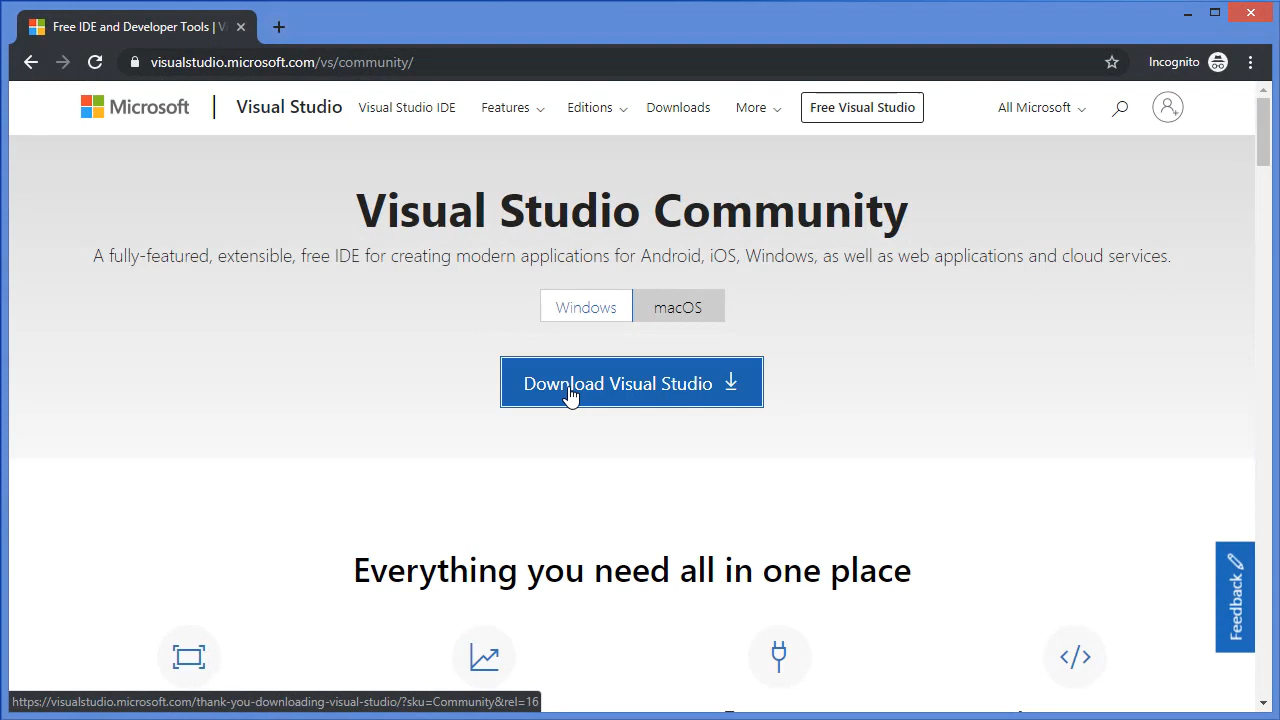 Free IDE and Developer Tools | V
visualstudio.microsoft.com/vs/community/
Incognito
Microsoft
Visual Studio
Visual Studio IDE
Features
Editions
Downloads
More
Free Visual Studio
All Microsoft
Visual Studio Community
A fully-featured, extensible, free IDE for creating modern applications for Android, iOS, Windows, as well as web applications and cloud services.
Windows
macOS
Download Visual Studio
Everything you need all in one place
Feedback
https://visualstudio.microsoft.com/thank-you-downloading-visual-studio/?sku=Community&rel=16